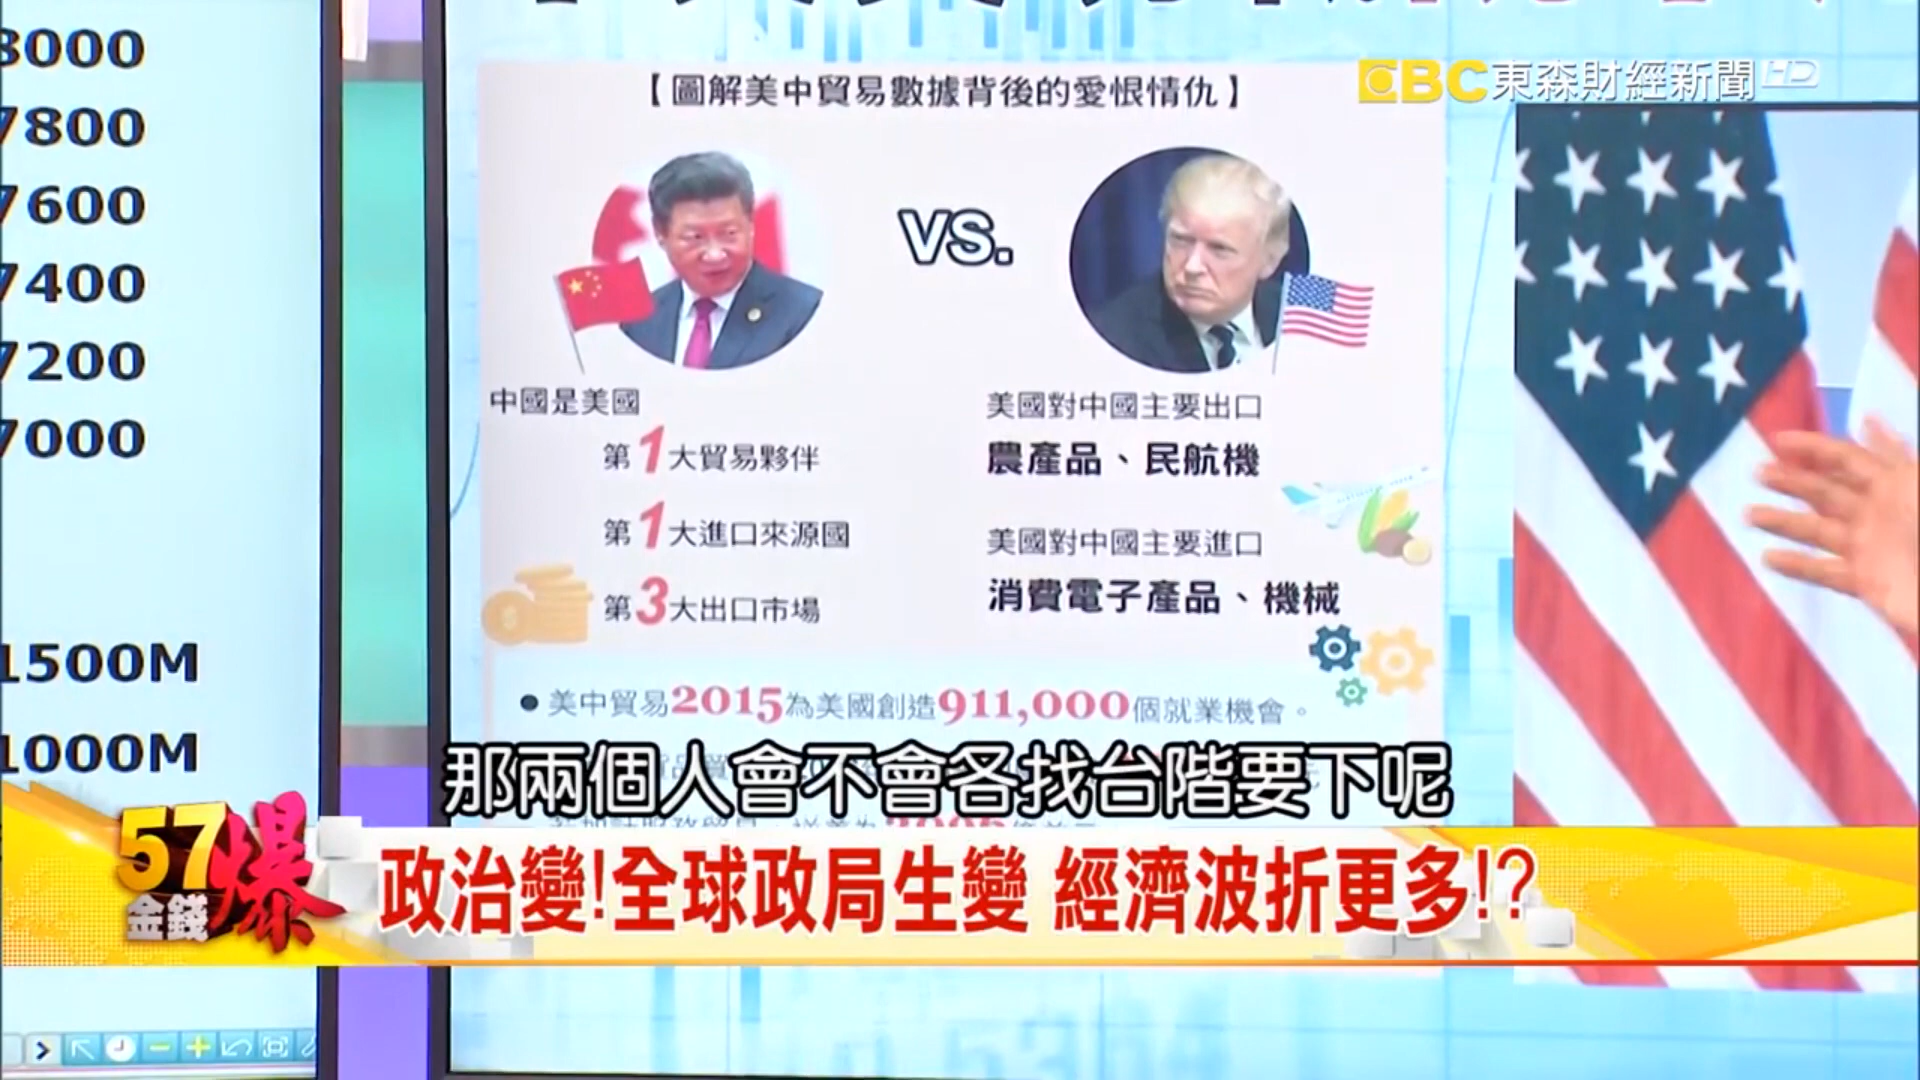 8000
7800
7600
7400
7200
7000
1500M
1000M
EBC東森財經新聞HD
【圖解美中貿易數據背後的愛恨情仇】
VS.
中國是美國
第1大貿易夥伴
第1大進口來源國
第3大出口市場
美國對中國主要出口
農產品、民航機
美國對中國主要進口
消費電子產品、機械
●美中貿易2015為美國創造911,000個就業機會。
那兩個人會不會各找台階要下呢
57金錢爆
政治變!全球政局生變 經濟波折更多!?